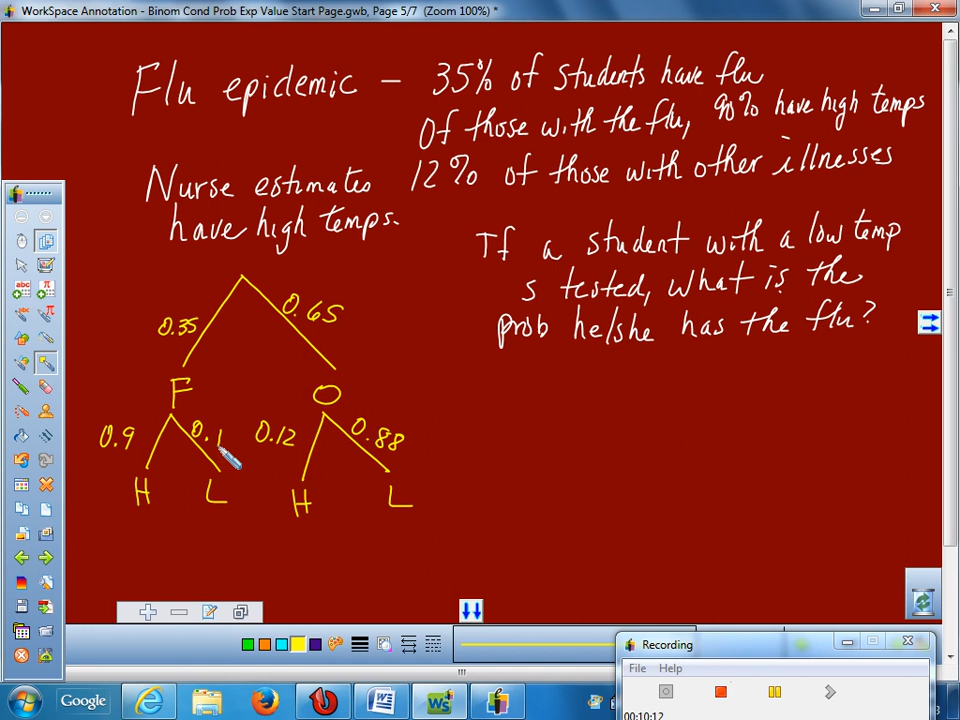 WorkSpace Annotation - Binom Cond Prob Exp Value Start Page.gwb, Page 5/7 (Zoom 100%) *
Flu epidemic - 35% of students have flu
Of those with the flu, 90% have high temps
Nurse estimates 12% of those with other illnesses
have high temps.
If a student with a low temp
s tested, what is the
prob he/she has the flu?
0.35 0.65
F O
0.9 0.1 0.12 0.88
H L H L
Recording
File Help
00:10:12
Google